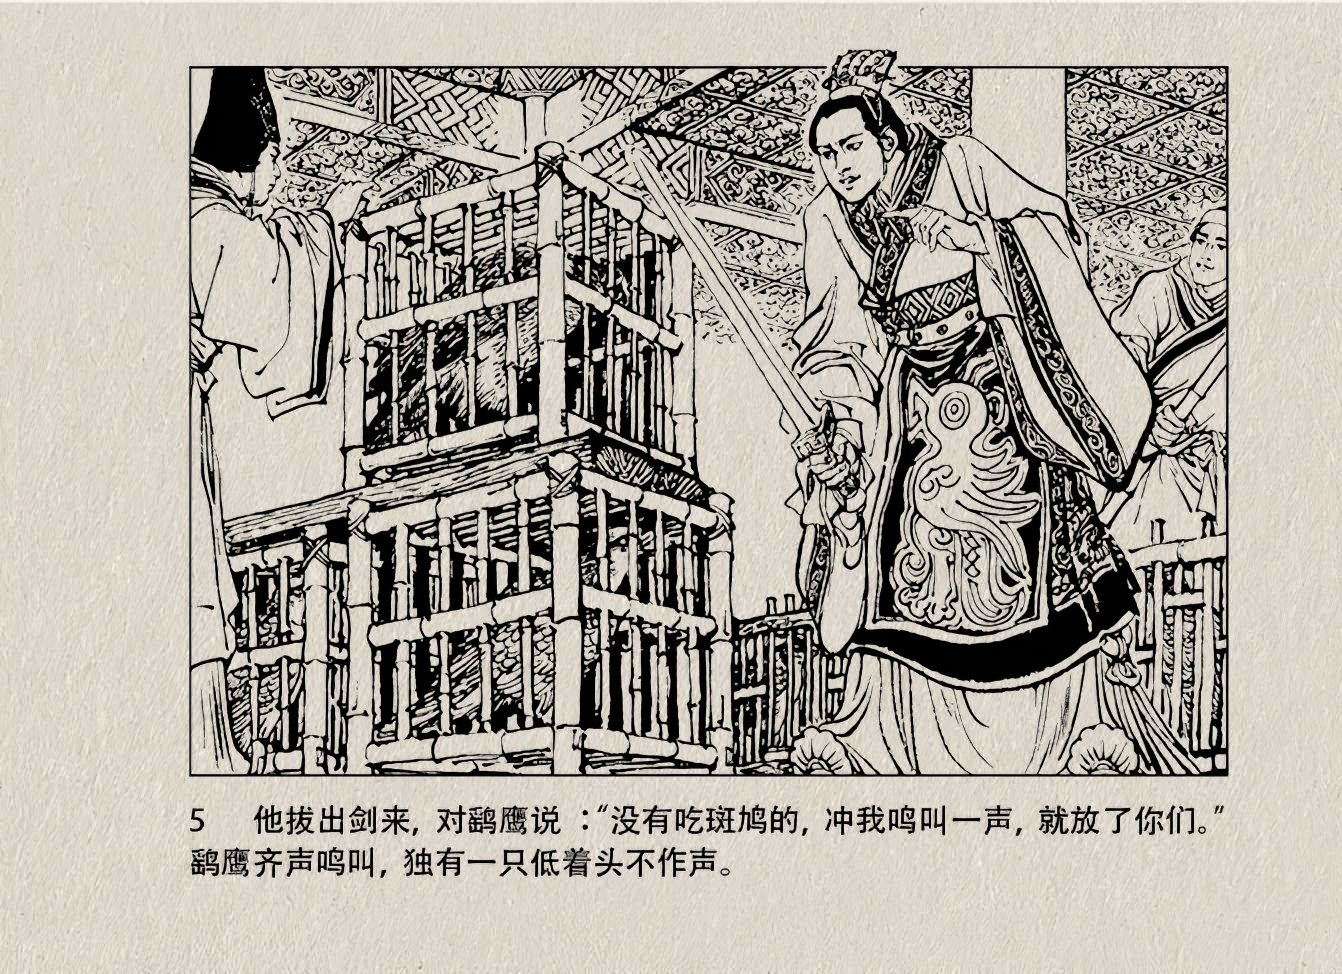 5 他拔出剑来，对鹞鹰说：“没有吃斑鸠的，冲我鸣叫一声，就放了你们。”
鹞鹰齐声鸣叫，独有一只低着头不作声。